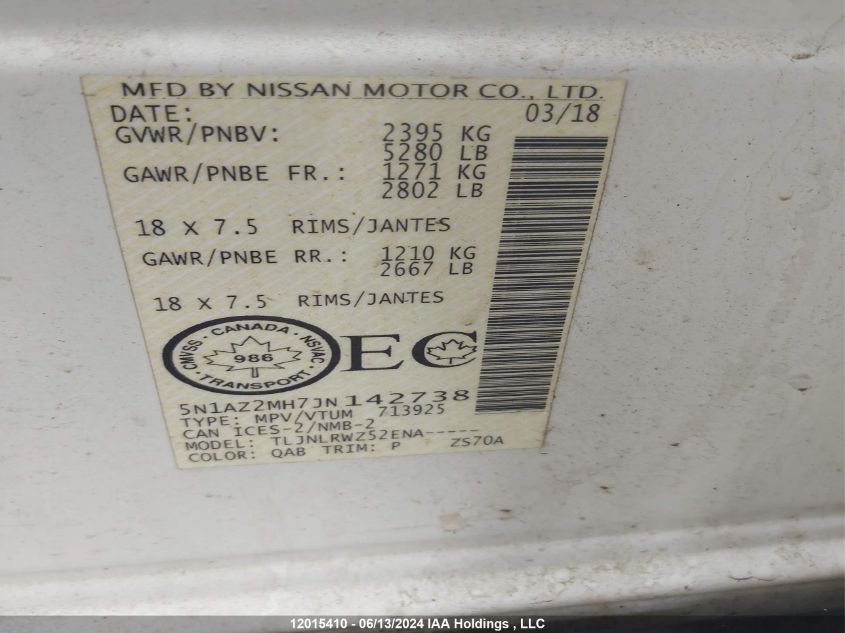 MFD BY NISSAN MOTOR CO., LTD.
DATE: 03/18
GVWR/PNBV: 2395 KG
5280 LB
GAWR/PNBE FR.: 1271 KG
2802 LB
18 X 7.5 RIMS/JANTES
GAWR/PNBE RR.: 1210 KG
2667 LB
18 X 7.5 RIMS/JANTES
CANADA · NSVAC · TRANSPORT · CMVSS ·
986
EC
5N1AZ2MH7JN142738
TYPE: MPV/VTUM 713925
CAN ICES-2/NMB-2
MODEL: TLJNLRWZ52ENA-----
COLOR: QAB TRIM: P ZS70A
12015410 - 06/13/2024 IAA Holdings , LLC